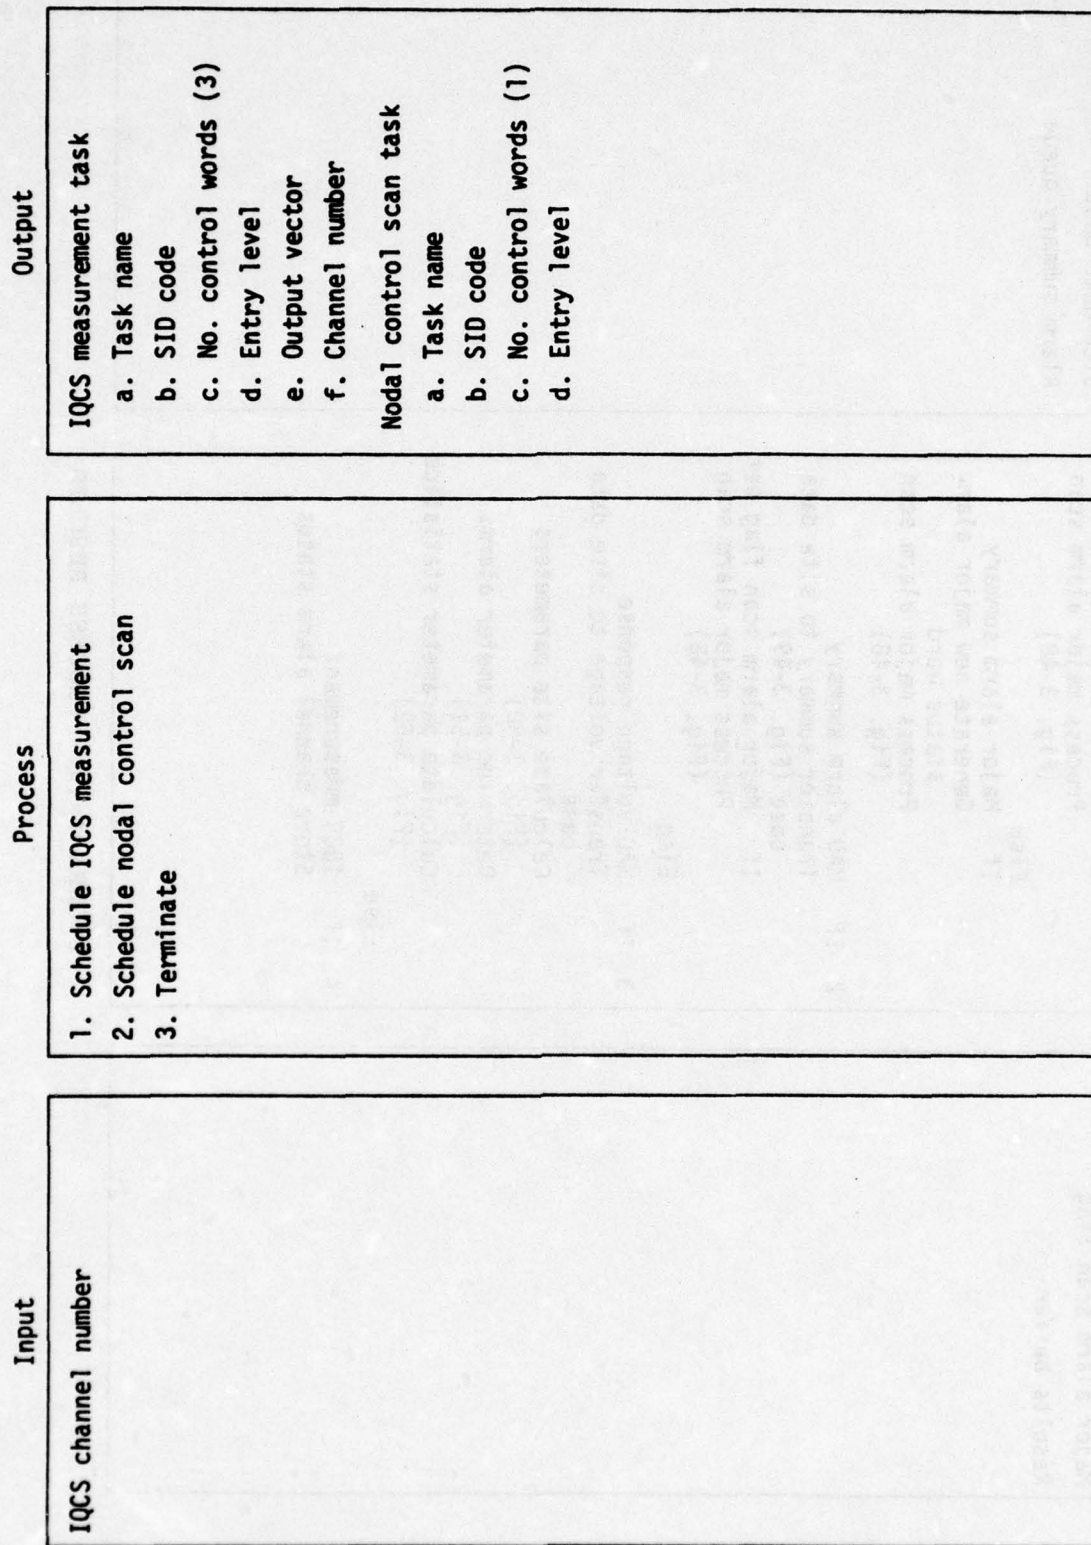 Input
IQCS channel number
Process
1. Schedule IQCS measurement
2. Schedule nodal control scan
3. Terminate
Output
IQCS measurement task
a. Task name
b. SID code
c. No. control words (3)
d. Entry level
e. Output vector
f. Channel number
Nodal control scan task
a. Task name
b. SID code
c. No. control words (1)
d. Entry level